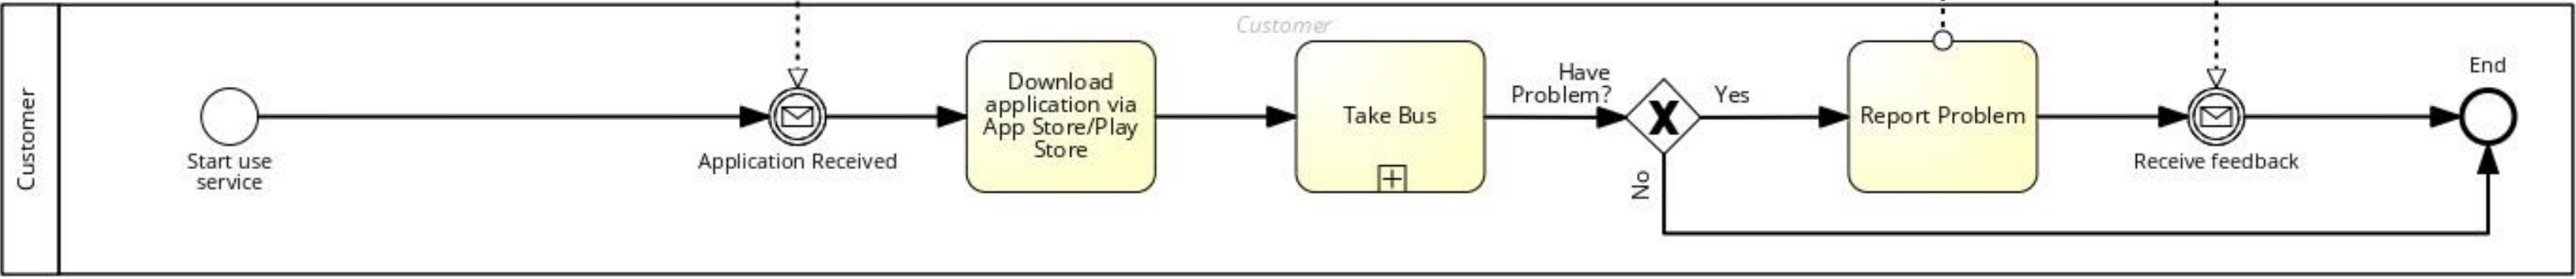 Customer
Customer
Start use
service
Application Received
Download
application via
App Store/Play
Store
Take Bus
Have
Problem?
Yes
No
Report Problem
Receive feedback
End